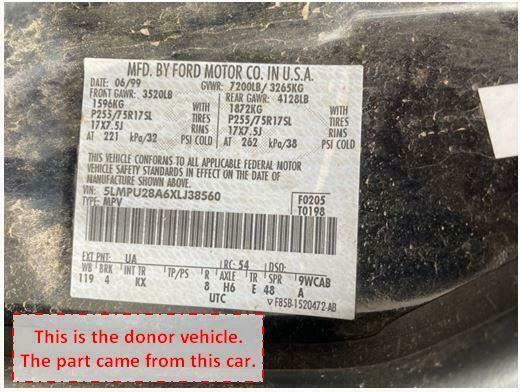 MFD. BY FORD MOTOR CO. IN U.S.A.
DATE: 06/99 GVWR: 7200LB/ 3265KG
FRONT GAWR: 3520LB REAR GAWR: 4128LB
1596KG WITH 1872KG WITH
P255/75R17SL TIRES P255/75R17SL TIRES
17X7.5J RIMS 17X7.5J RIMS
AT 221 kPa/32 PSI COLD AT 262 kPa/38 PSI COLD
THIS VEHICLE CONFORMS TO ALL APPLICABLE FEDERAL MOTOR
VEHICLE SAFETY STANDARDS IN EFFECT ON THE DATE OF
MANUFACTURE SHOWN ABOVE.
VIN: 5LMPU28A6XLJ38560 F0205
TYPE: MPV T0198
EXT PNT: UA RC: 54 DSO:
WB BRK INT TR TP/PS R AXLE TR SPR 9WCAB
119 4 KX 8 H6 E 48 A
UTC ▽ F85B-1520472-AB
This is the donor vehicle.
The part came from this car.